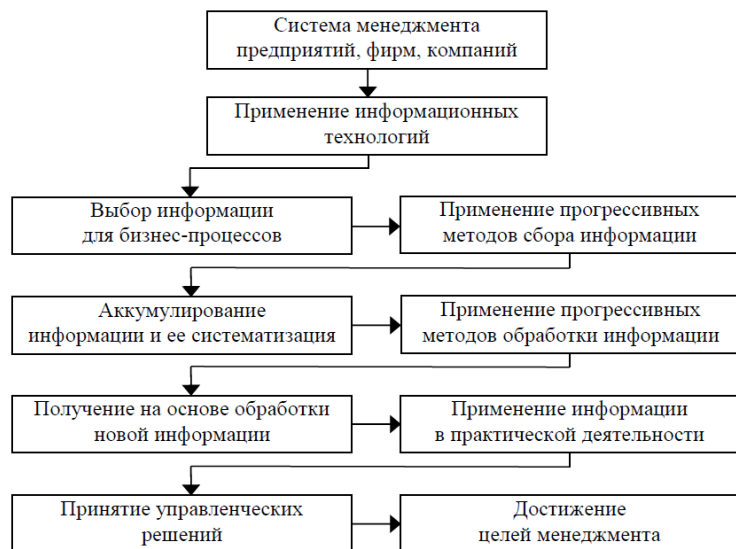 Система менеджмента
предприятий, фирм, компаний
Применение информационных
технологий
Выбор информации
для бизнес-процессов
Применение прогрессивных
методов сбора информации
Аккумулирование
информации и ее систематизация
Применение прогрессивных
методов обработки информации
Получение на основе обработки
новой информации
Применение информации
в практической деятельности
Принятие управленческих
решений
Достижение
целей менеджмента